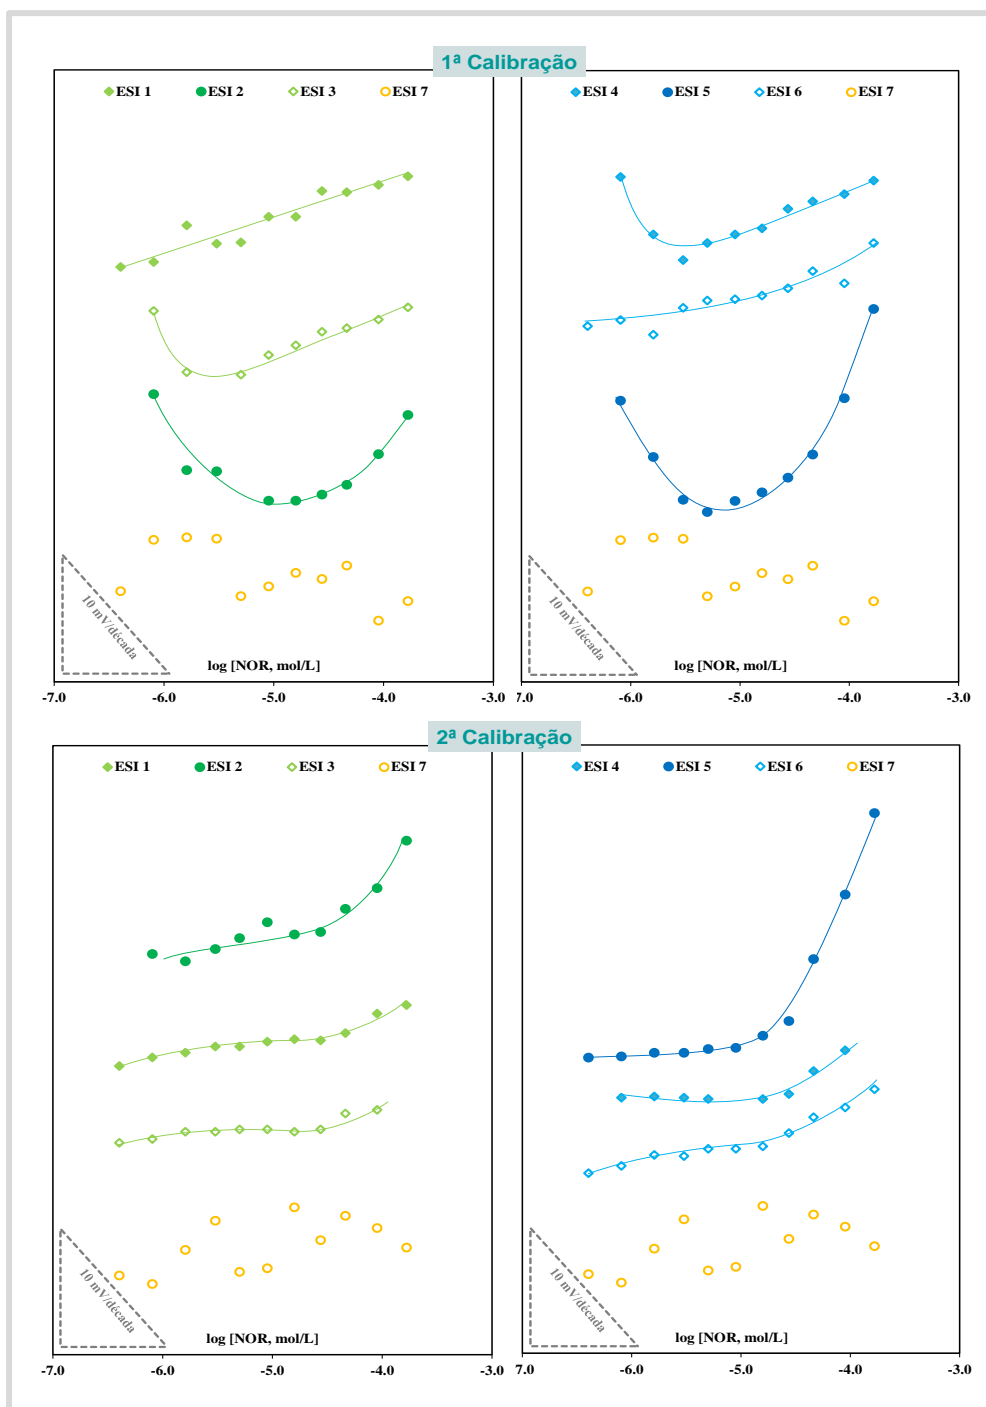 1ª Calibração
ESI 1 ESI 2 ESI 3 ESI 7
10 mV/década
log [NOR, mol/L]
-7.0 -6.0 -5.0 -4.0 -3.0
ESI 4 ESI 5 ESI 6 ESI 7
10 mV/década
log [NOR, mol/L]
7.0 -6.0 -5.0 -4.0 -3.0
2ª Calibração
ESI 1 ESI 2 ESI 3 ESI 7
10 mV/década
log [NOR, mol/L]
-7.0 -6.0 -5.0 -4.0 -3.0
ESI 4 ESI 5 ESI 6 ESI 7
10 mV/década
log [NOR, mol/L]
-7.0 -6.0 -5.0 -4.0 -3.0